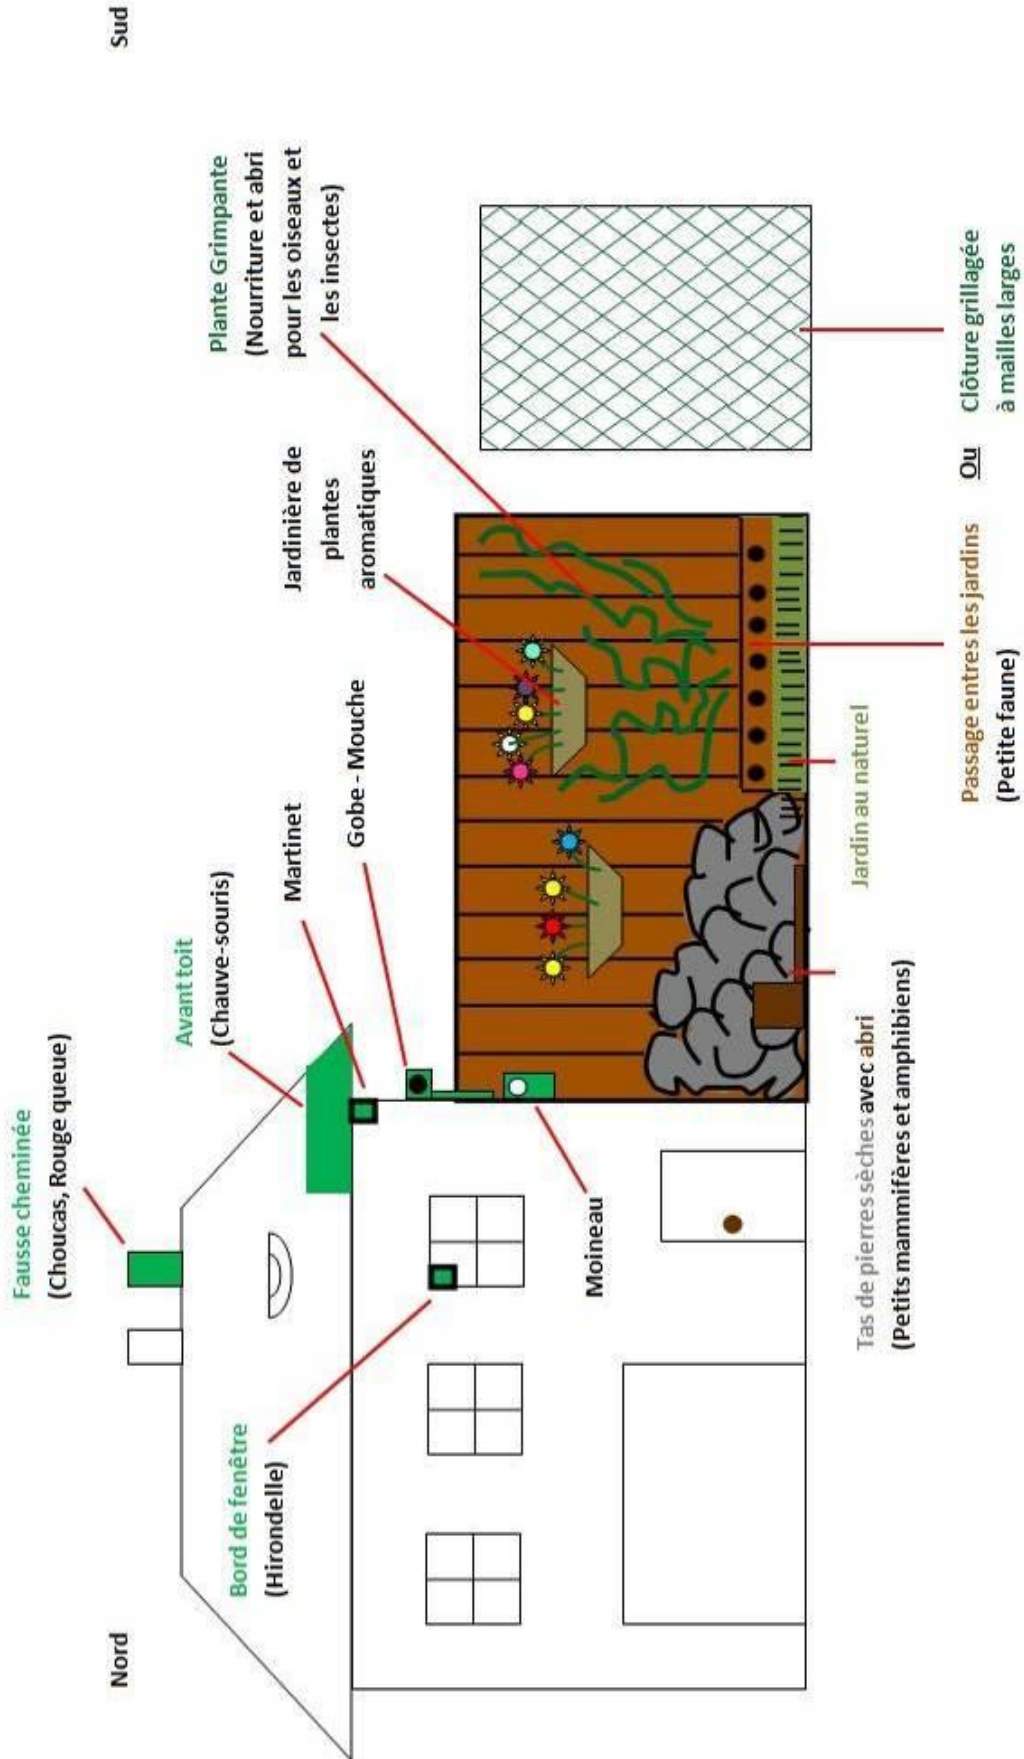 Nord
Sud
Fausse cheminée
(Choucas, Rouge queue)
Avant toit
(Chauve-souris)
Bord de fenêtre
(Hirondelle)
Martinet
Gobe - Mouche
Jardinière de
plantes
aromatiques
Plante Grimpante
(Nourriture et abri
pour les oiseaux et
les insectes)
Moineau
Tas de pierres sèches avec abri
(Petits mammifères et amphibiens)
Jardin au naturel
Passage entres les jardins
(Petite faune)
Ou
Clôture grillagée
à mailles larges